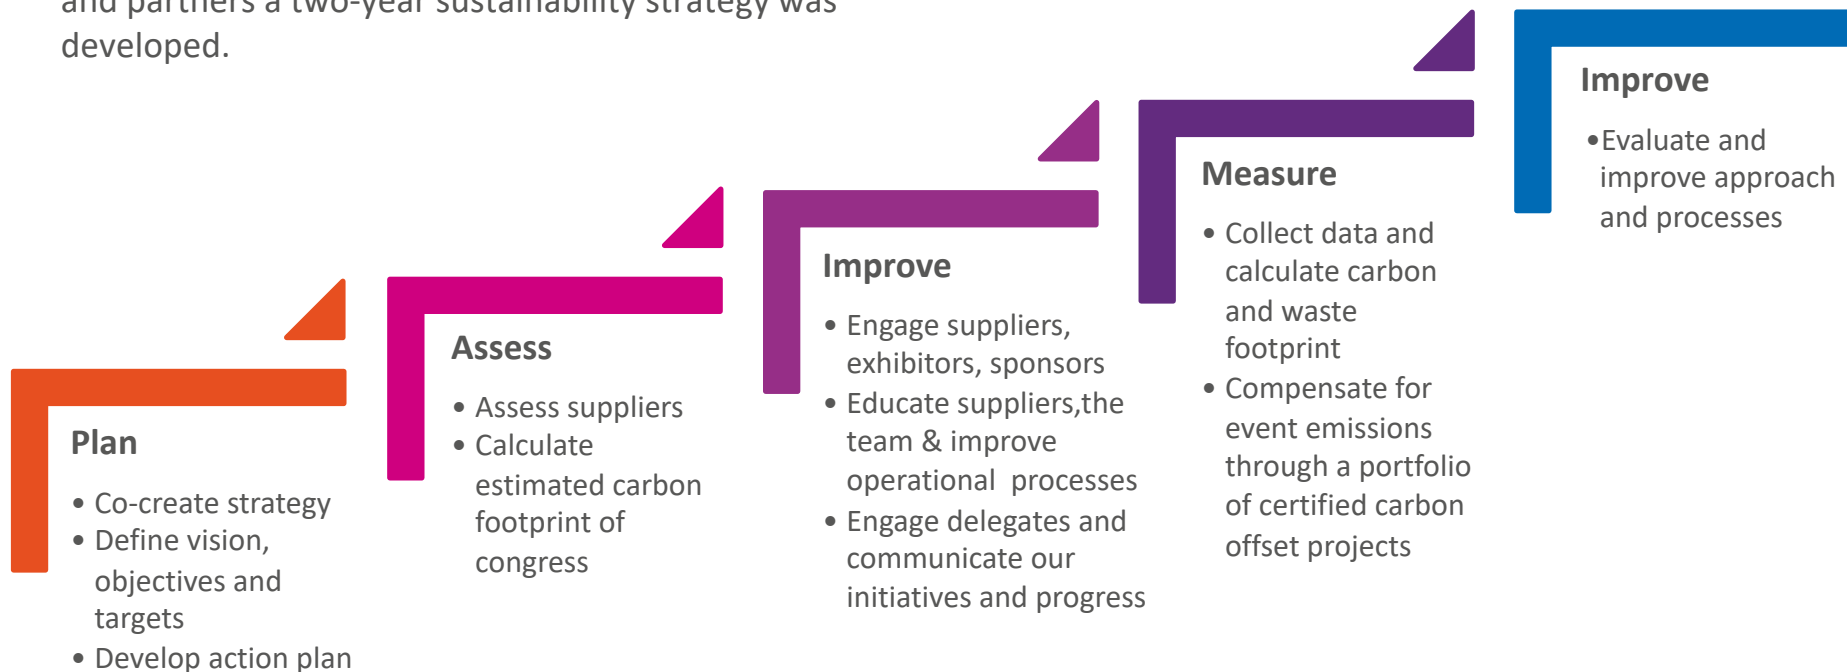 and partners a two-year sustainability strategy was
developed.
Plan
• Co-create strategy
• Define vision,
objectives and
targets
• Develop action plan
Assess
• Assess suppliers
• Calculate
estimated carbon
footprint of
congress
Improve
• Engage suppliers,
exhibitors, sponsors
• Educate suppliers,the
team & improve
operational  processes
• Engage delegates and
communicate our
initiatives and progress
Measure
• Collect data and
calculate carbon
and waste
footprint
• Compensate for
event emissions
through a portfolio
of certified carbon
offset projects
Improve
•Evaluate and
improve approach
and processes